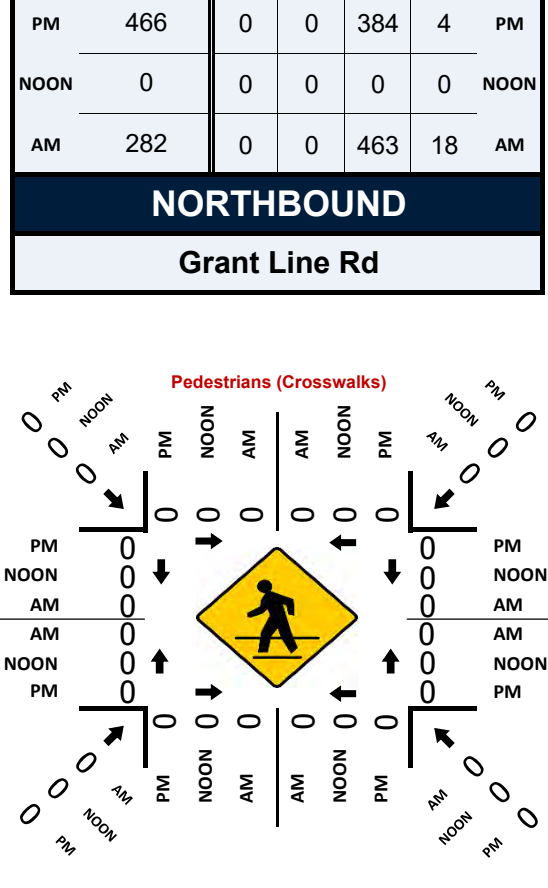 PM 466 0 0 384 4 PM
NOON 0 0 0 0 0 NOON
AM 282 0 0 463 18 AM
NORTHBOUND
Grant Line Rd
Pedestrians (Crosswalks)
0 PM 0 PM
0 NOON NOON 0
0 AM AM 0
PM NOON AM AM NOON PM
0 0 0 0 0 0
PM 0 0 PM
NOON 0 0 NOON
AM 0 0 AM
AM 0 0 AM
NOON 0 0 NOON
PM 0 0 PM
0 0 0 0 0 0
PM NOON AM AM NOON PM
0 AM AM 0
0 NOON NOON 0
0 PM PM 0